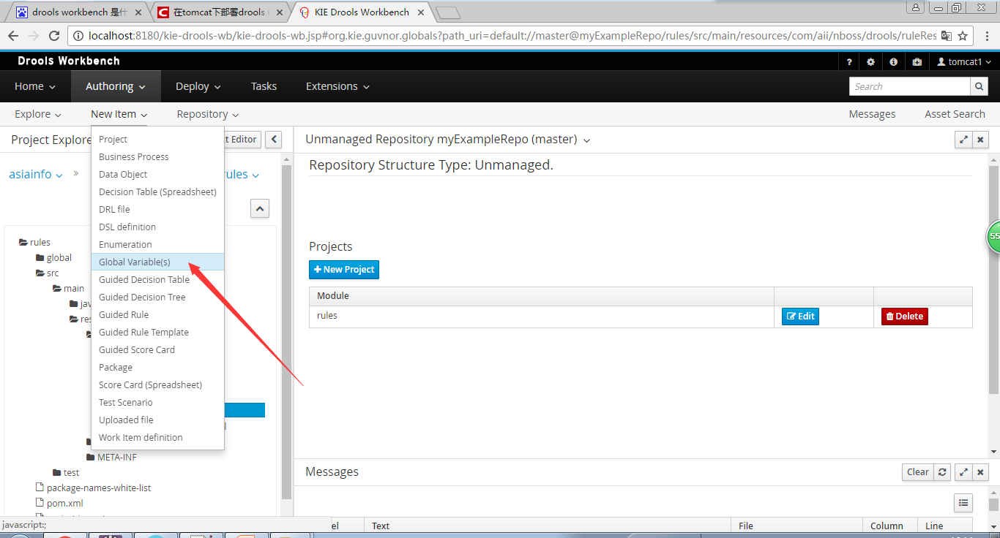 drools workbench 是什
在tomcat下部署drools
KIE Drools Workbench
localhost:8180/kie-drools-wb/kie-drools-wb.jsp#org.kie.guvnor.globals?path_uri=default://master@myExampleRepo/rules/src/main/resources/com/aii/nboss/drools/ruleRes
Drools Workbench
tomcat1
Home Authoring Deploy Tasks Extensions
Search
Explore New Item Repository
Messages Asset Search
Project Explore
t Editor
asiainfo »
rules
Project
Business Process
Data Object
Decision Table (Spreadsheet)
DRL file
DSL definition
Enumeration
Global Variable(s)
Guided Decision Table
Guided Decision Tree
Guided Rule
Guided Rule Template
Guided Score Card
Package
Score Card (Spreadsheet)
Test Scenario
Uploaded file
Work Item definition
rules
global
src
main
jav
res
META-INF
test
package-names-white-list
pom.xml
javascript:;
Unmanaged Repository myExampleRepo (master)
Repository Structure Type: Unmanaged.
Projects
+ New Project
Module
rules
Edit
Delete
55
Messages
Clear
el Text File Column Line